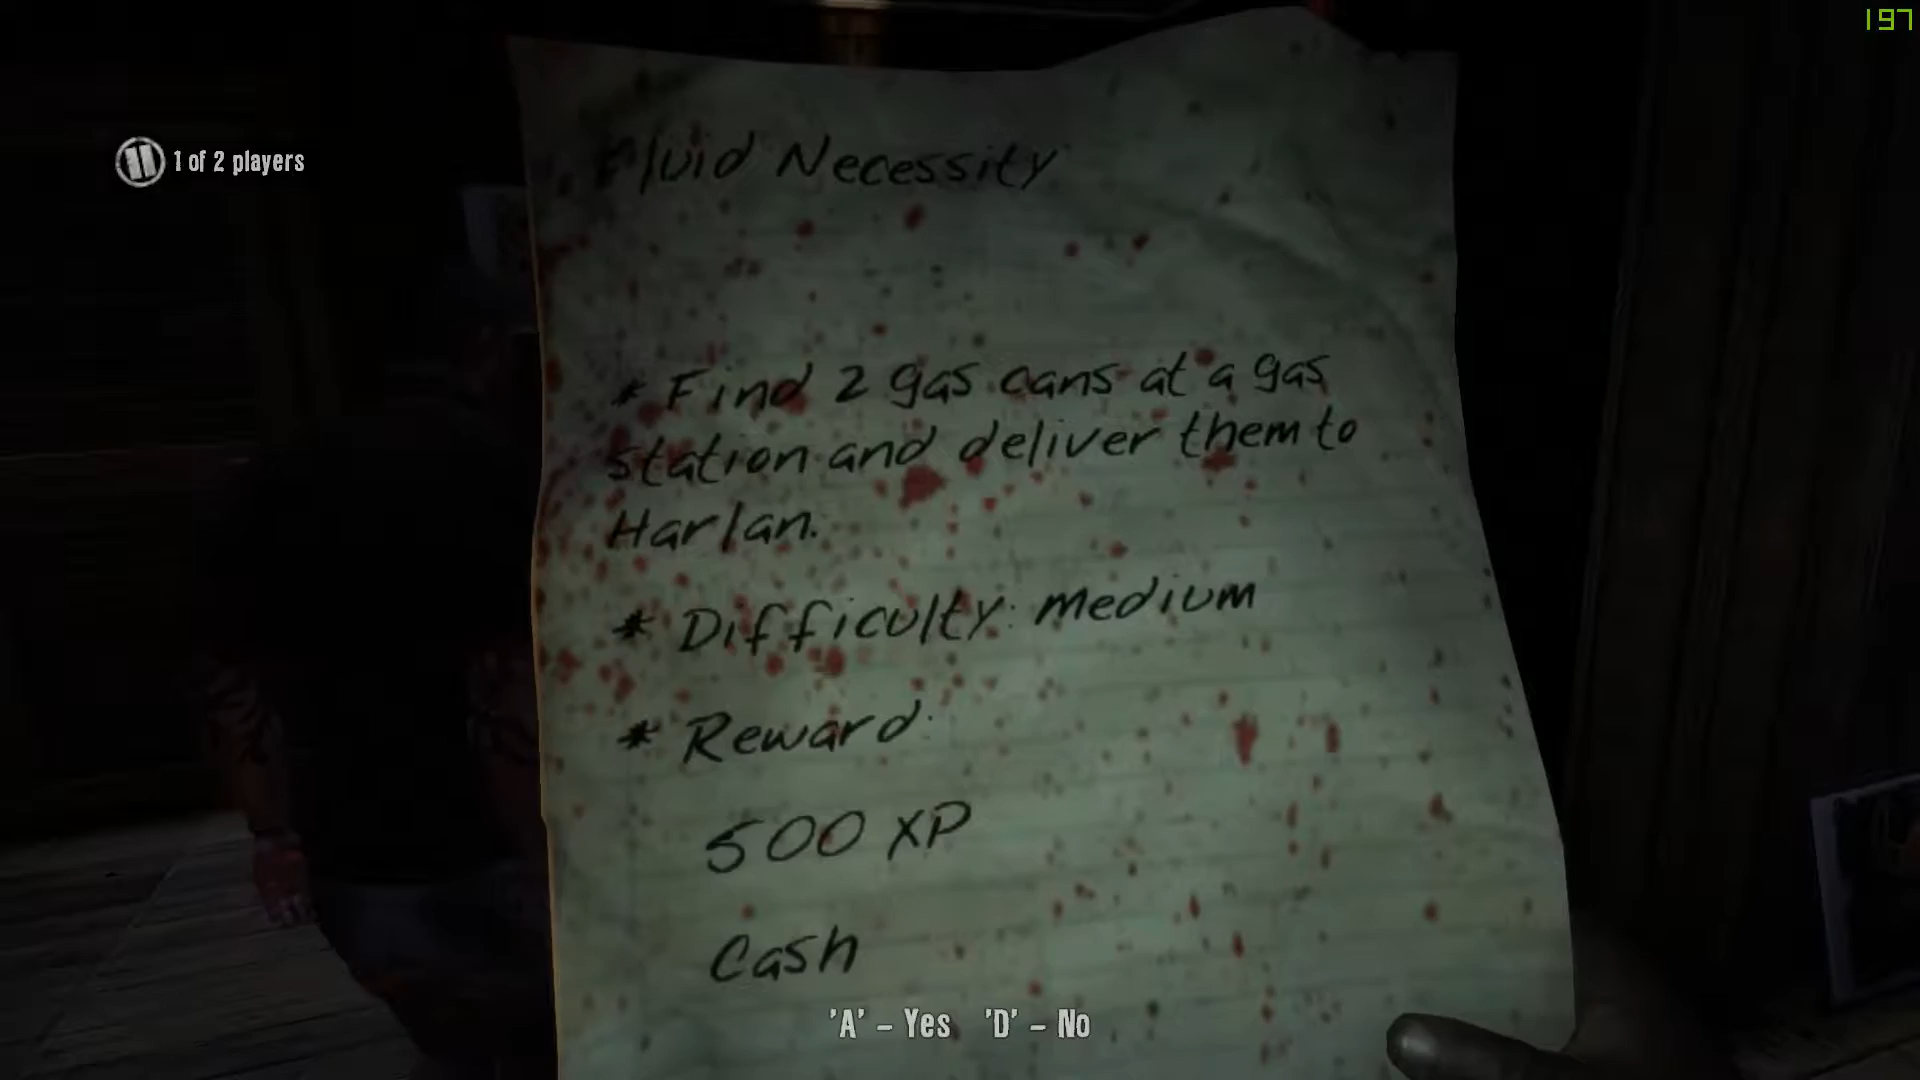 197
1 of 2 players
Fluid Necessity
* Find 2 gas cans at a gas
station and deliver them to
Harlan.
* Difficulty: medium
* Reward:
500 XP
Cash
'A' - Yes 'D' - No